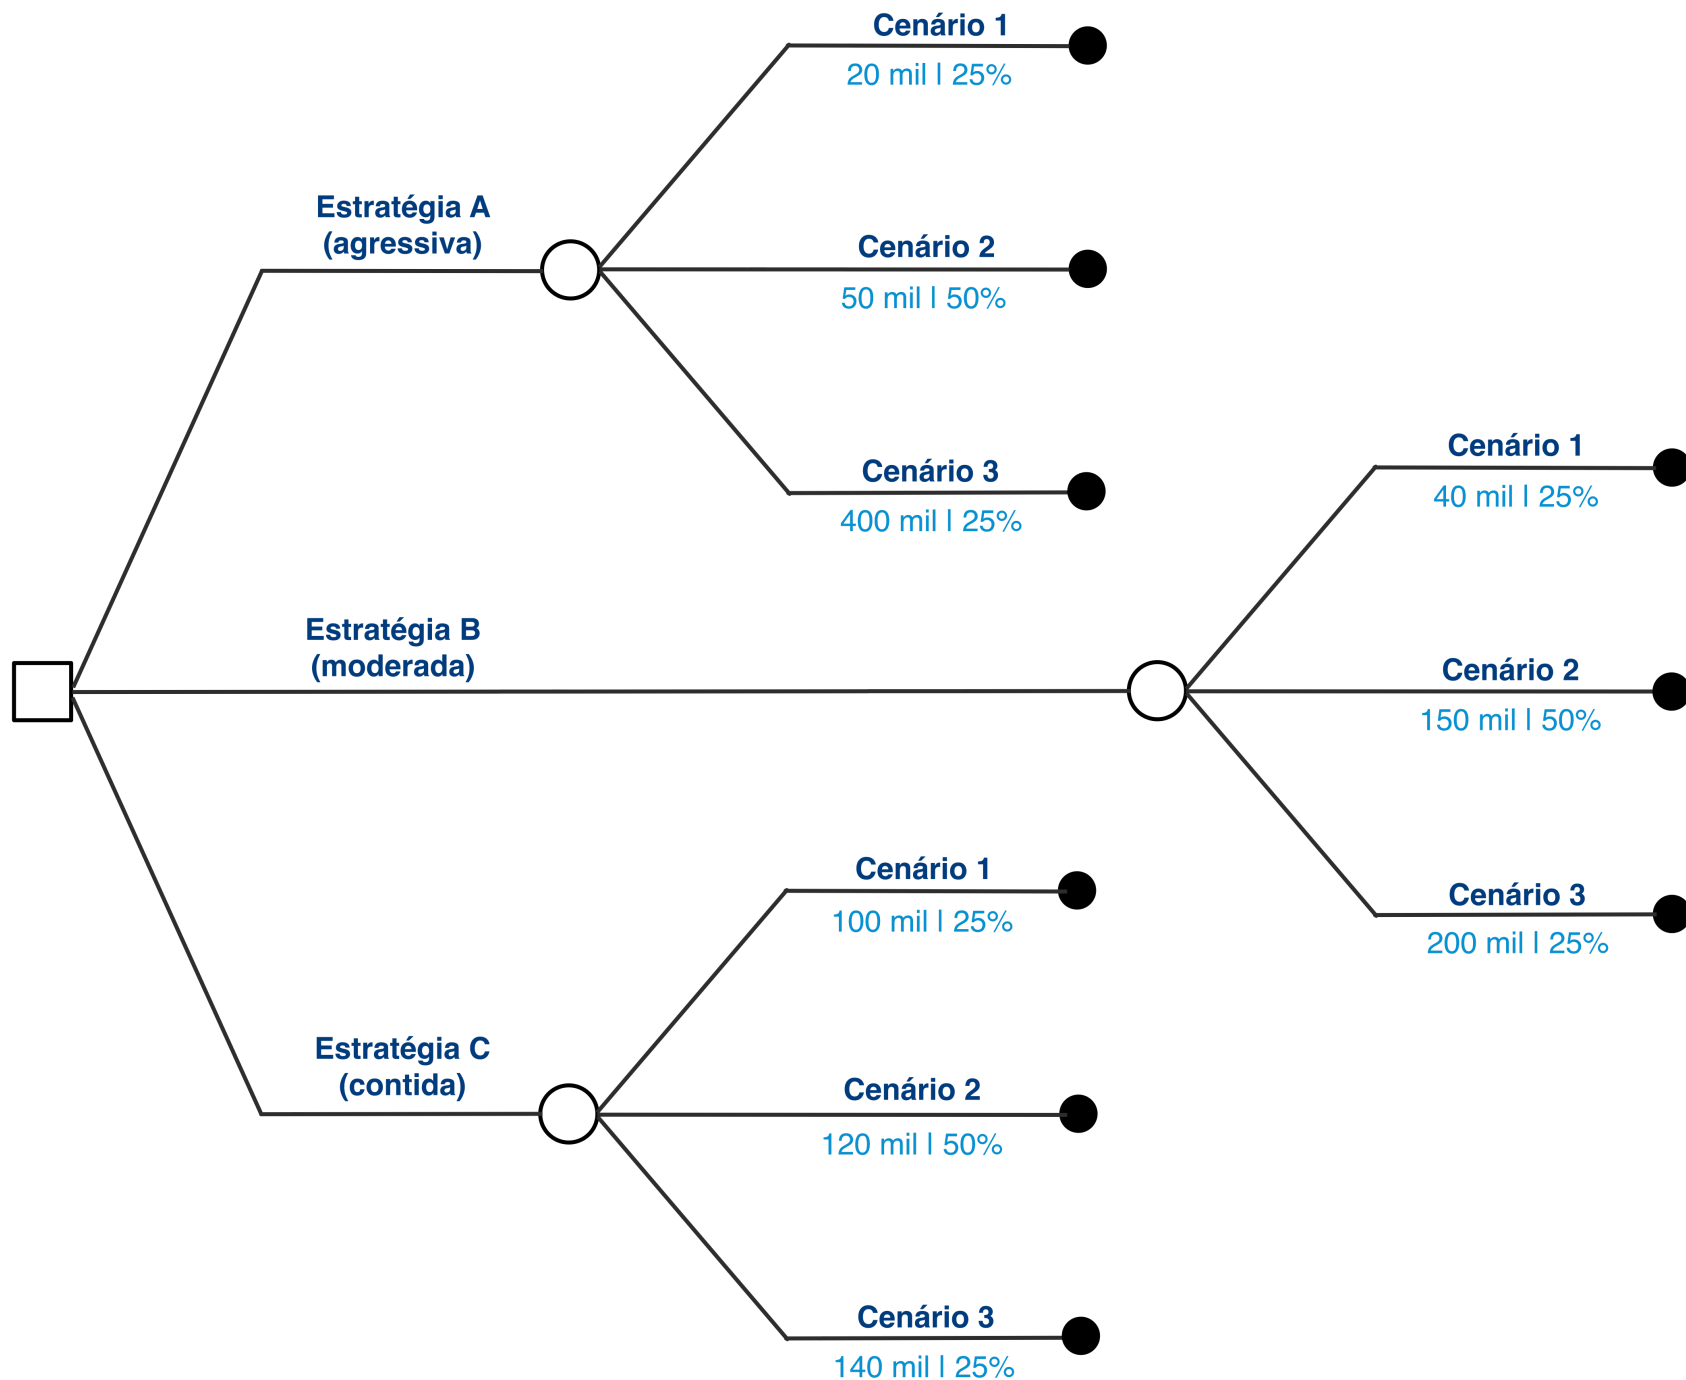 Cenário 1
20 mil | 25%
Estratégia A
(agressiva)
Cenário 2
50 mil | 50%
Cenário 3
400 mil | 25%
Estratégia B
(moderada)
Cenário 1
40 mil | 25%
Cenário 2
150 mil | 50%
Cenário 3
200 mil | 25%
Estratégia C
(contida)
Cenário 1
100 mil | 25%
Cenário 2
120 mil | 50%
Cenário 3
140 mil | 25%